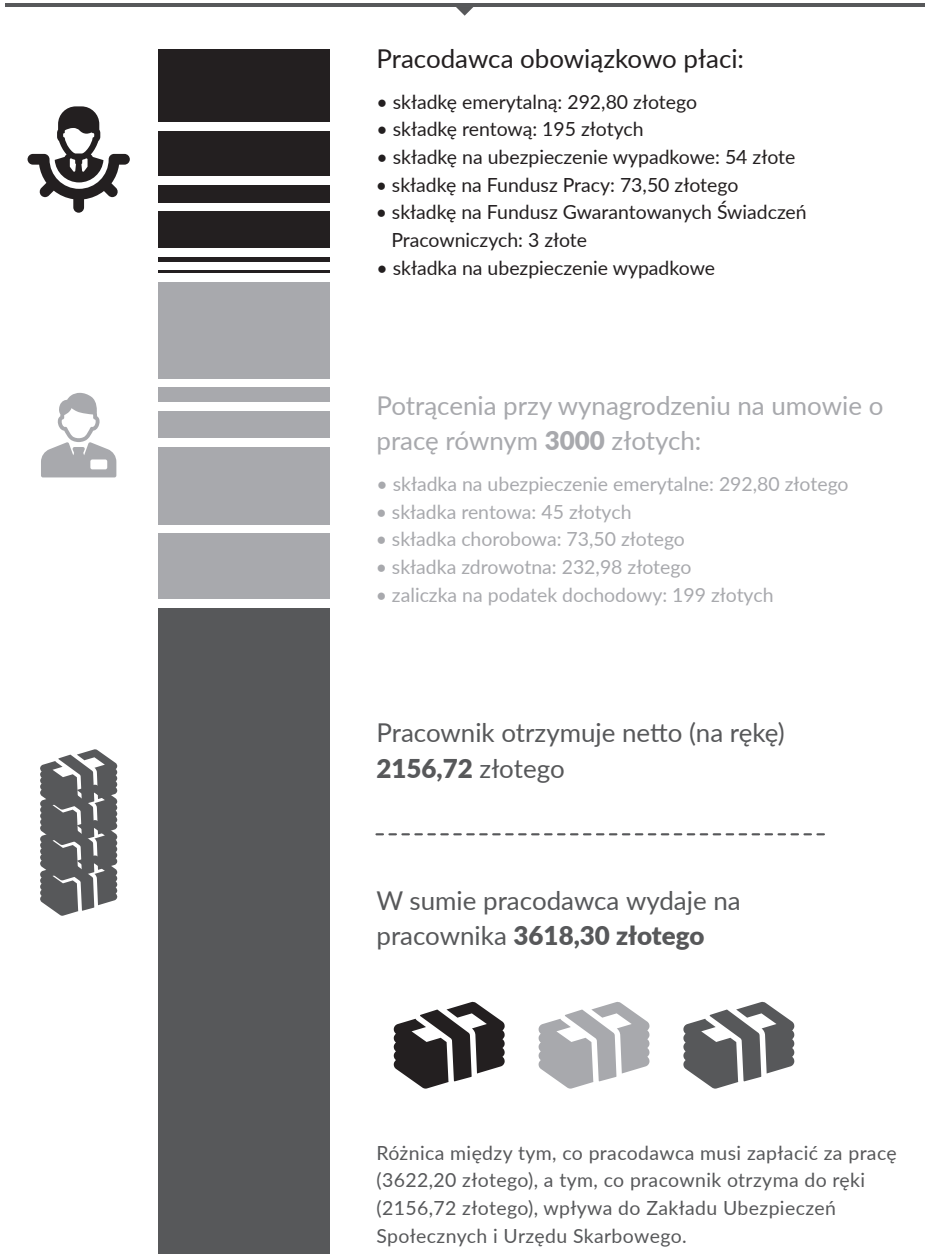 Pracodawca obowiązkowo płaci:
• składkę emerytalną: 292,80 złotego
• składkę rentową: 195 złotych
• składkę na ubezpieczenie wypadkowe: 54 złote
• składkę na Fundusz Pracy: 73,50 złotego
• składkę na Fundusz Gwarantowanych Świadczeń
Pracowniczych: 3 złote
• składka na ubezpieczenie wypadkowe
Potrącenia przy wynagrodzeniu na umowie o
pracę równym 3000 złotych:
• składka na ubezpieczenie emerytalne: 292,80 złotego
• składka rentowa: 45 złotych
• składka chorobowa: 73,50 złotego
• składka zdrowotna: 232,98 złotego
• zaliczka na podatek dochodowy: 199 złotych
Pracownik otrzymuje netto (na rękę)
2156,72 złotego
W sumie pracodawca wydaje na
pracownika 3618,30 złotego
Różnica między tym, co pracodawca musi zapłacić za pracę
(3622,20 złotego), a tym, co pracownik otrzyma do ręki
(2156,72 złotego), wpływa do Zakładu Ubezpieczeń
Społecznych i Urzędu Skarbowego.